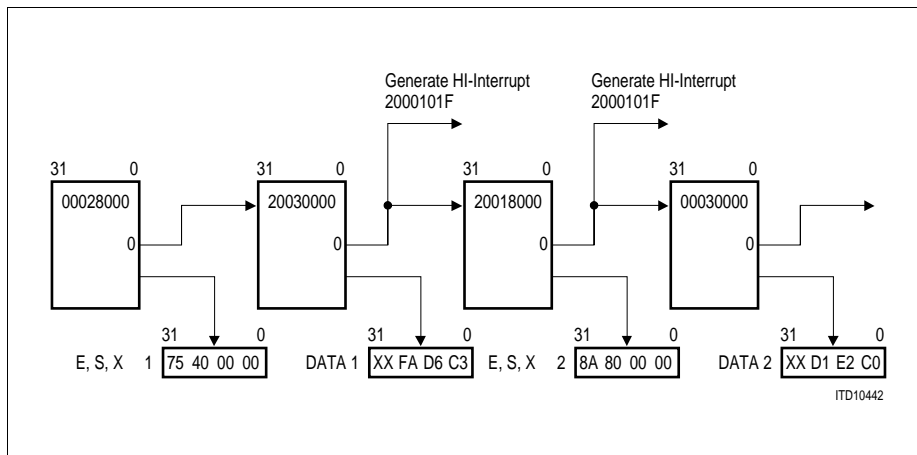 Generate HI-Interrupt
2000101F
Generate HI-Interrupt
2000101F
31 0
31 0
31 0
31 0
00028000
20030000
20018000
00030000
0
0
0
0
31 0
31 0
31 0
31 0
E, S, X 1 75 40 00 00
DATA 1 XX FA D6 C3
E, S, X 2 8A 80 00 00
DATA 2 XX D1 E2 C0
ITD10442